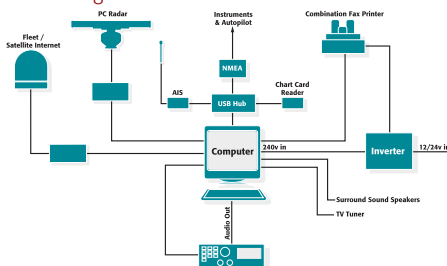 PC Radar
Instruments
& Autopilot
Combination Fax Printer
Fleet /
Satellite Internet
NMEA
AIS
USB Hub
Chart Card
Reader
Computer
240v in
Inverter
12/24v in
Surround Sound Speakers
TV Tuner
Audio Out